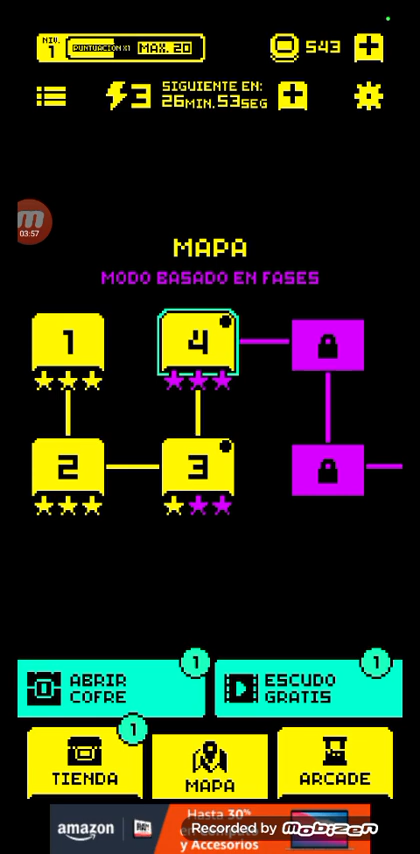 NIV. 1
PUNTUACIÓN X1 MAX. 20
543
3
SIGUIENTE EN:
26MIN. 53SEG
03:57
MAPA
MODO BASADO EN FASES
1
4
2
3
ABRIR
COFRE
1
ESCUDO
GRATIS
1
TIENDA
1
MAPA
ARCADE
amazon
Hasta 30%
y Accesorios
Recorded by mobizen